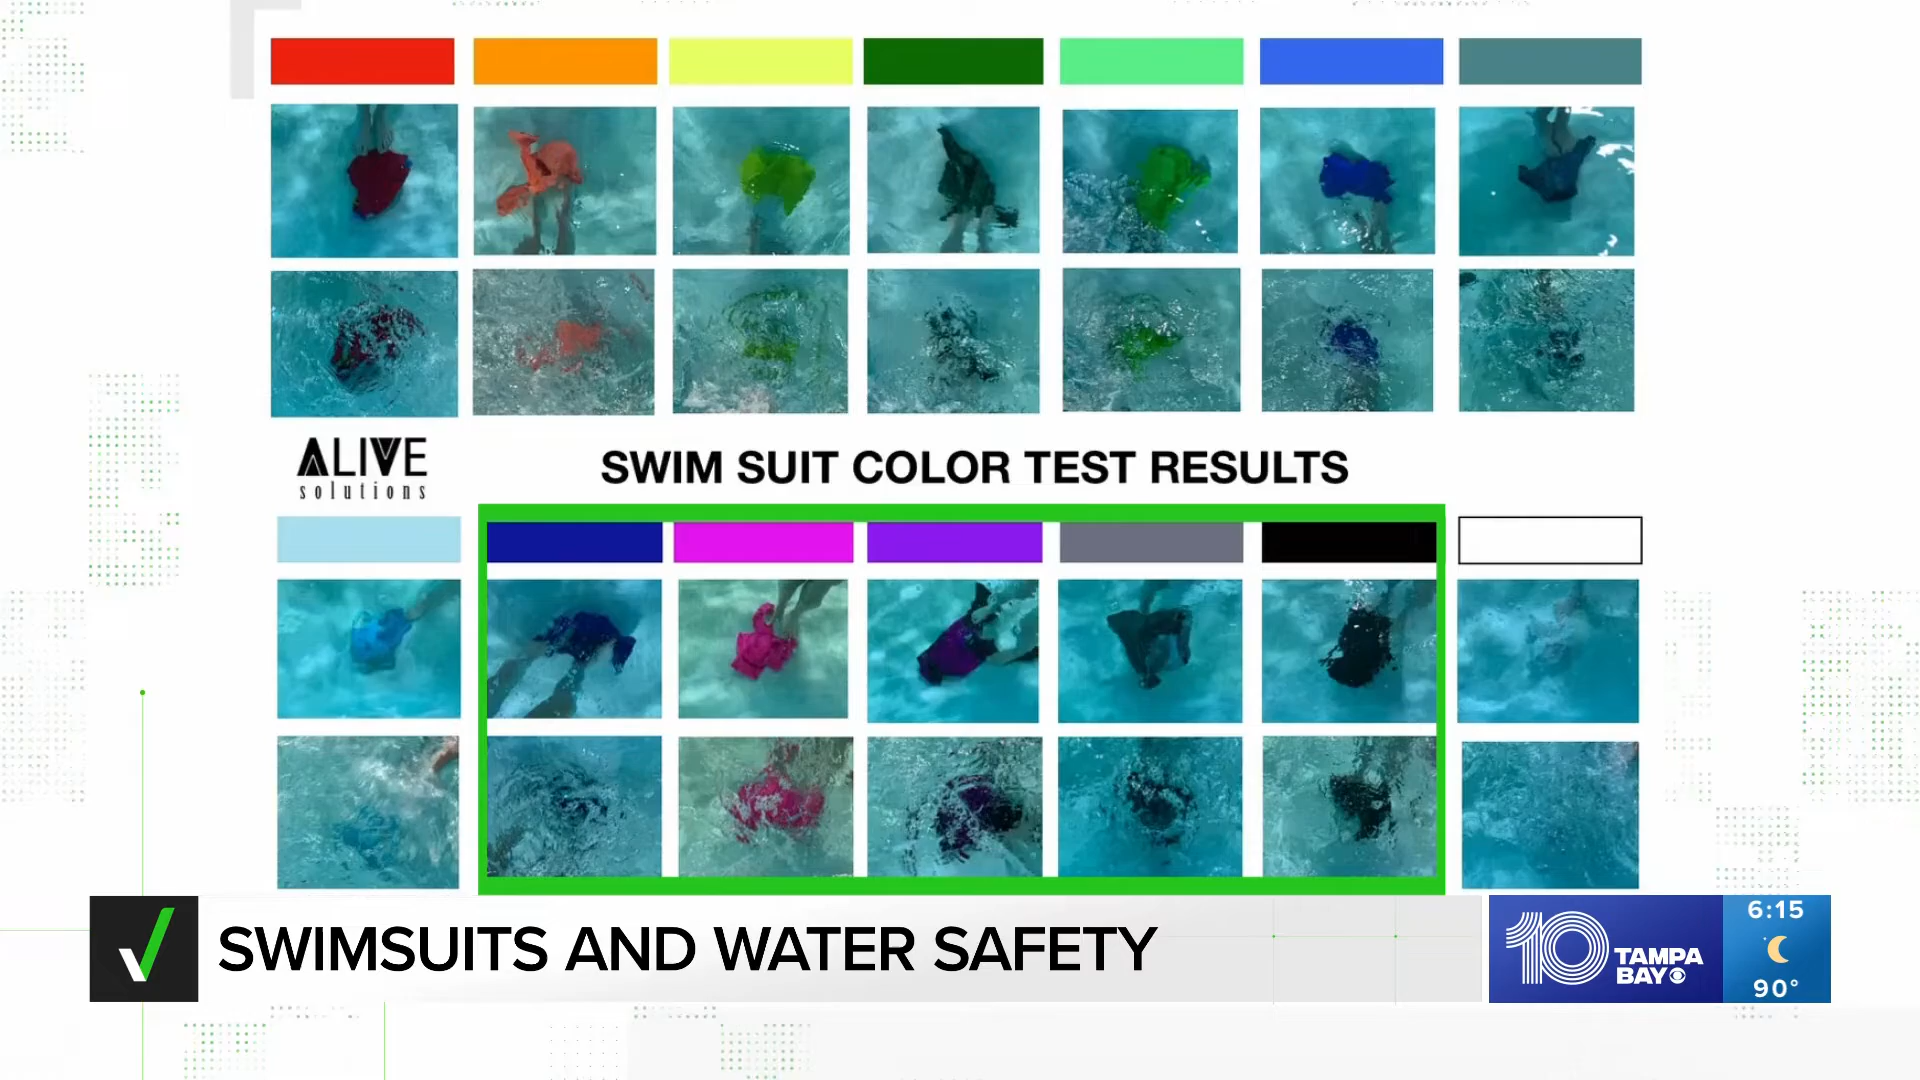 ALIVE
solutions
SWIM SUIT COLOR TEST RESULTS
SWIMSUITS AND WATER SAFETY
10 TAMPA
BAY
6:15
90°